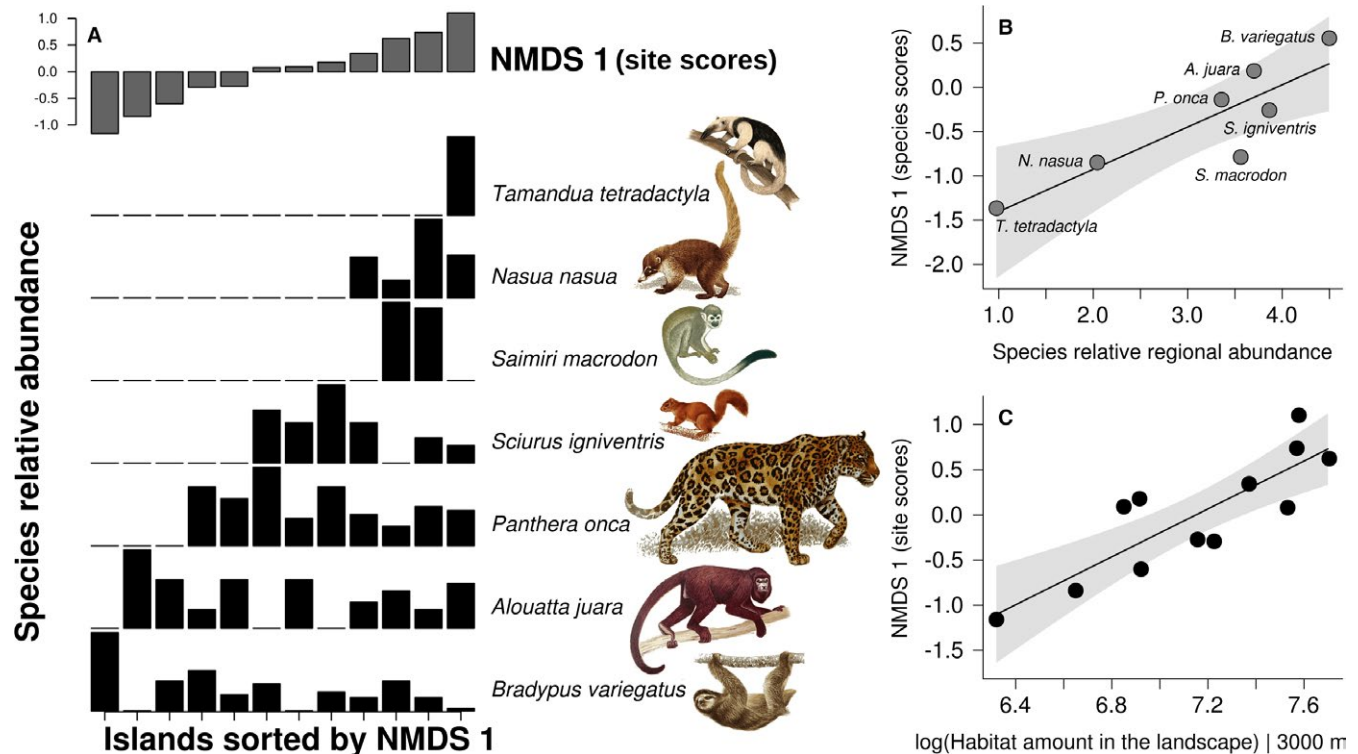 A
1.0
0.5
0.0
-0.5
-1.0
NMDS 1 (site scores)
Species relative abundance
Tamandua tetradactyla
Nasua nasua
Saimiri macrodon
Sciurus igniventris
Panthera onca
Alouatta juara
Bradypus variegatus
Islands sorted by NMDS 1
B
NMDS 1 (species scores)
0.5
0.0
-0.5
-1.0
-1.5
-2.0
B. variegatus
A. juara
P. onca
S. igniventris
N. nasua
S. macrodon
T. tetradactyla
1.0 2.0 3.0 4.0
Species relative regional abundance
C
NMDS 1 (site scores)
1.0
0.5
0.0
-0.5
-1.0
-1.5
6.4 6.8 7.2 7.6
log(Habitat amount in the landscape) | 3000 m